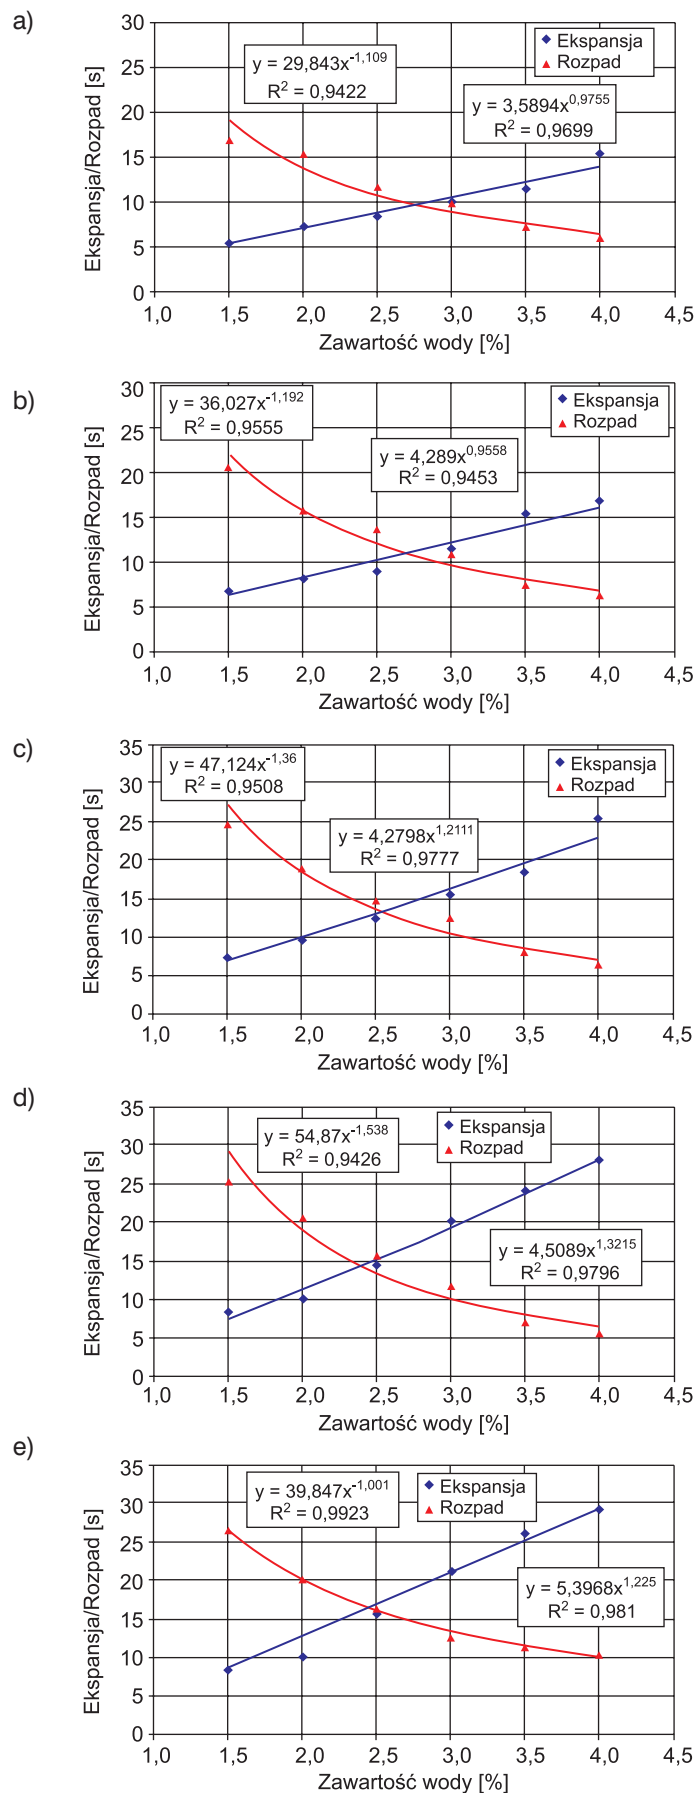 a)
30
25
20
15
10
5
0
Ekspansja/Rozpad [s]
y = 29,843x^-1,109
R² = 0,9422
Ekspansja
Rozpad
y = 3,5894x^0,9755
R² = 0,9699
1,0 1,5 2,0 2,5 3,0 3,5 4,0 4,5
Zawartość wody [%]
b)
30
25
20
15
10
5
0
Ekspansja/Rozpad [s]
y = 36,027x^-1,192
R² = 0,9555
Ekspansja
Rozpad
y = 4,289x^0,9558
R² = 0,9453
1,0 1,5 2,0 2,5 3,0 3,5 4,0 4,5
Zawartość wody [%]
c)
35
30
25
20
15
10
5
0
Ekspansja/Rozpad [s]
y = 47,124x^-1,36
R² = 0,9508
Ekspansja
Rozpad
y = 4,2798x^1,2111
R² = 0,9777
1,0 1,5 2,0 2,5 3,0 3,5 4,0 4,5
Zawartość wody [%]
d)
35
30
25
20
15
10
5
0
Ekspansja/Rozpad [s]
y = 54,87x^-1,538
R² = 0,9426
Ekspansja
Rozpad
y = 4,5089x^1,3215
R² = 0,9796
1,0 1,5 2,0 2,5 3,0 3,5 4,0 4,5
Zawartość wody [%]
e)
35
30
25
20
15
10
5
0
Ekspansja/Rozpad [s]
y = 39,847x^-1,001
R² = 0,9923
Ekspansja
Rozpad
y = 5,3968x^1,225
R² = 0,981
1,0 1,5 2,0 2,5 3,0 3,5 4,0 4,5
Zawartość wody [%]